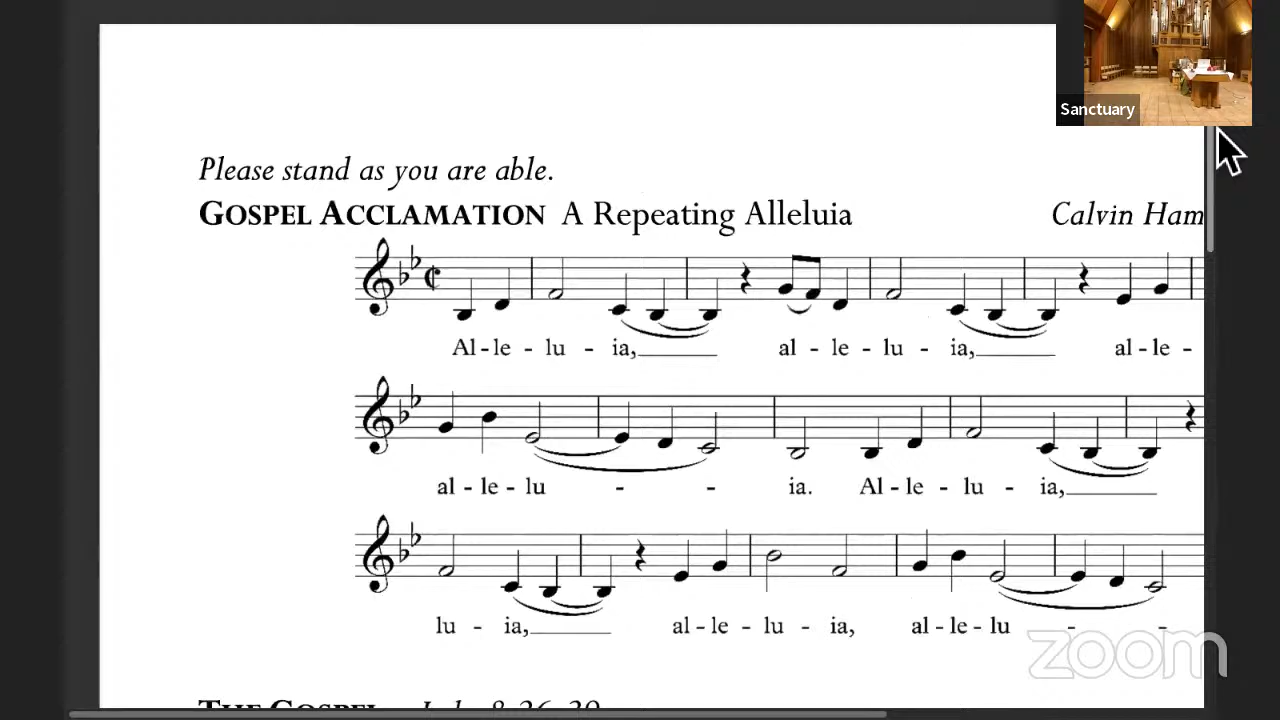 Sanctuary
Please stand as you are able.
GOSPEL ACCLAMATION A Repeating Alleluia Calvin Ham
Al - le - lu - ia, al - le - lu - ia, al - le -
al - le - lu - - ia. Al - le - lu - ia,
lu - ia, al - le - lu - ia, al - le - lu - -
zoom
THE GOSPEL